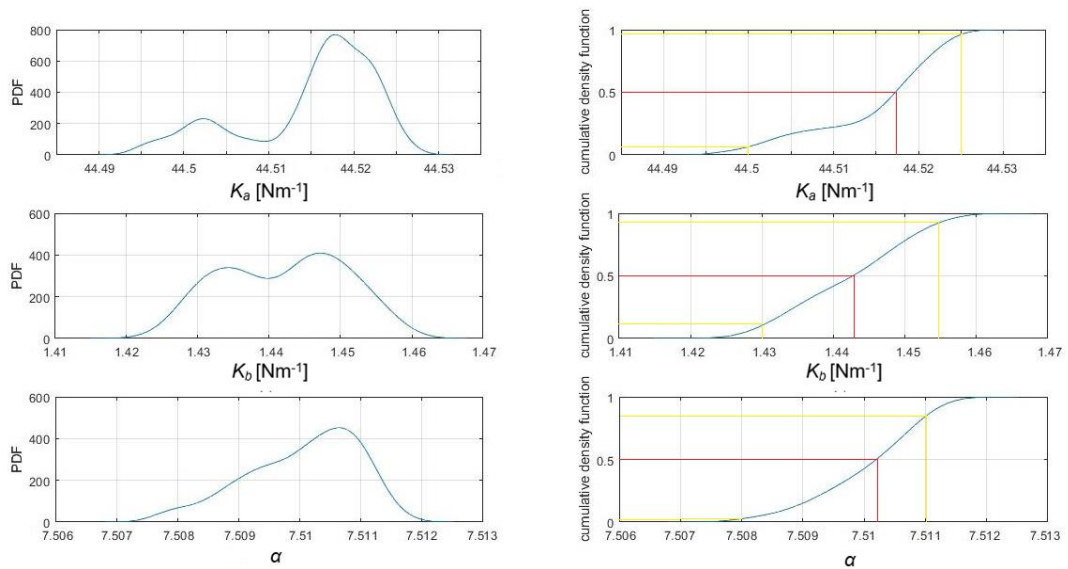 800
600
400
200
0
PDF
44.49 44.5 44.51 44.52 44.53
Kₐ [Nm⁻¹]
1
0.5
0
cumulative density function
44.49 44.5 44.51 44.52 44.53
Kₐ [Nm⁻¹]
600
400
200
0
PDF
1.41 1.42 1.43 1.44 1.45 1.46 1.47
K_b [Nm⁻¹]
1
0.5
0
cumulative density function
1.41 1.42 1.43 1.44 1.45 1.46 1.47
K_b [Nm⁻¹]
600
400
200
0
PDF
7.506 7.507 7.508 7.509 7.51 7.511 7.512 7.513
α
1
0.5
0
cumulative density function
7.506 7.507 7.508 7.509 7.51 7.511 7.512 7.513
α